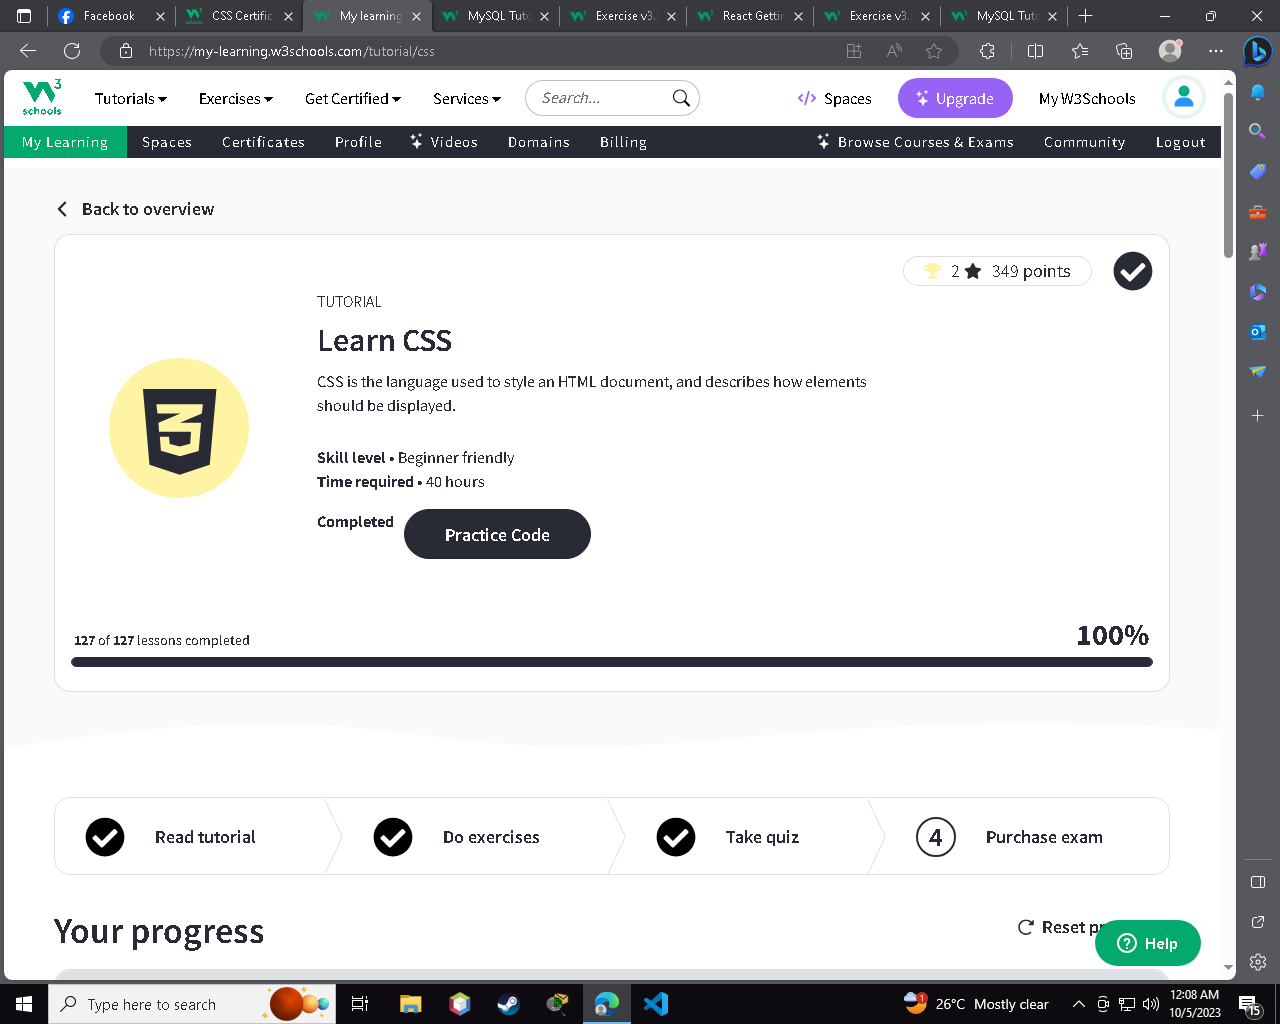 Facebook
CSS Certific
My learning
MySQL Tuto
Exercise v3.
React Gettin
Exercise v3.
MySQL Tuto
https://my-learning.w3schools.com/tutorial/css
3
schools
Tutorials
Exercises
Get Certified
Services
Search...
Spaces
Upgrade
My W3Schools
My Learning
Spaces
Certificates
Profile
Videos
Domains
Billing
Browse Courses & Exams
Community
Logout
Back to overview
2 349 points
TUTORIAL
Learn CSS
CSS is the language used to style an HTML document, and describes how elements
should be displayed.
Skill level • Beginner friendly
Time required • 40 hours
Completed
Practice Code
127 of 127 lessons completed
100%
Read tutorial
Do exercises
Take quiz
4 Purchase exam
Your progress
Reset pr
Help
Type here to search
1
26°C Mostly clear
12:08 AM
10/5/2023
15